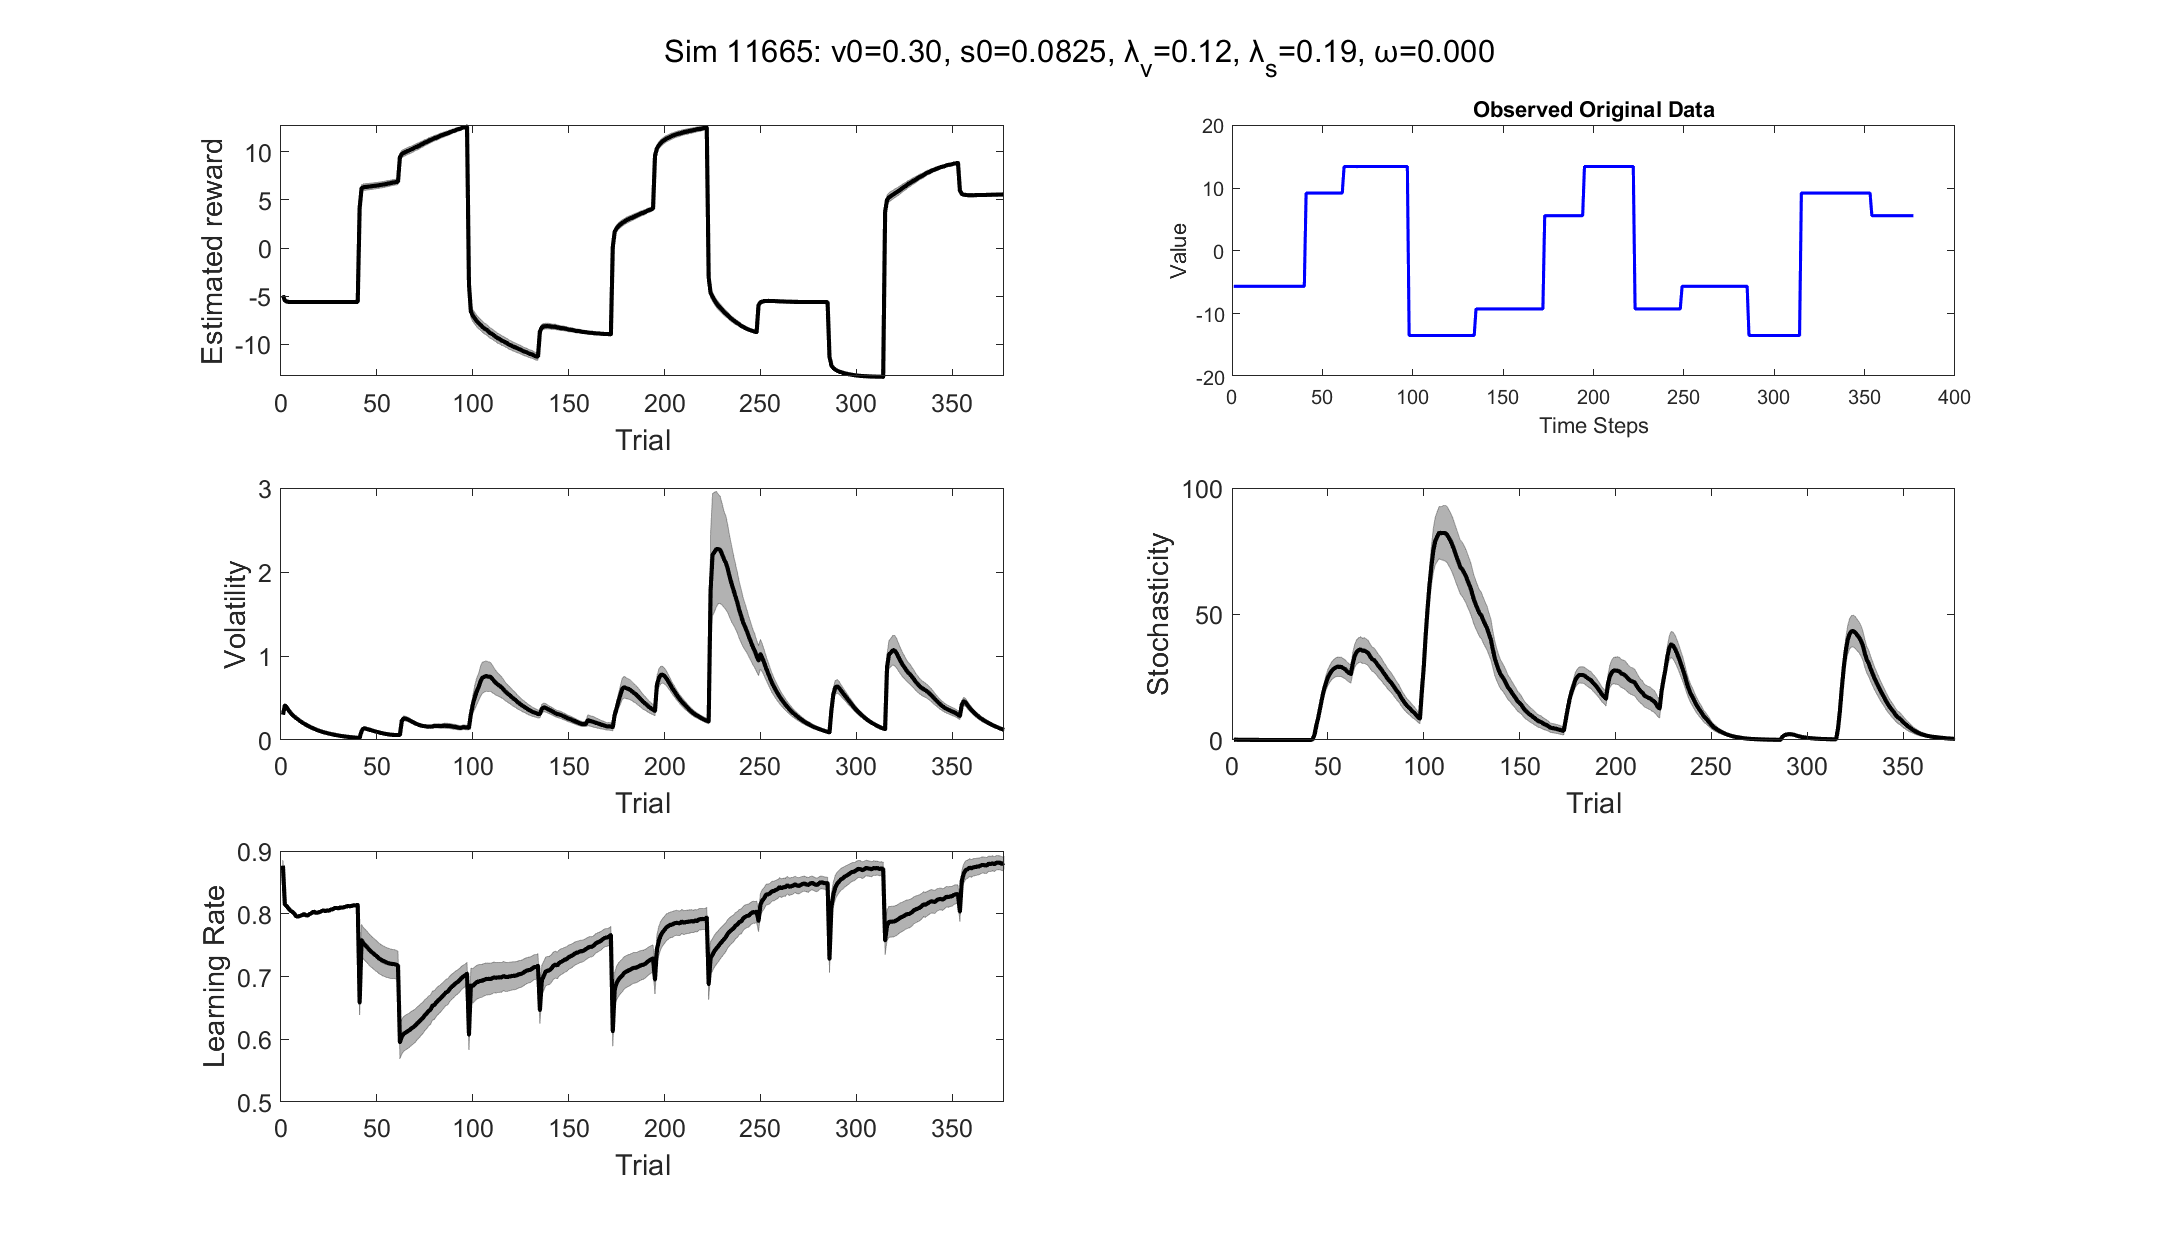 Sim 11665: v0=0.30, s0=0.0825, λv=0.12, λs=0.19, ω=0.000
Estimated reward
10
5
0
-5
-10
0 50 100 150 200 250 300 350
Trial
Observed Original Data
Value
20
10
0
-10
-20
0 50 100 150 200 250 300 350 400
Time Steps
Volatility
3
2
1
0
0 50 100 150 200 250 300 350
Trial
Stochasticity
100
50
0
0 50 100 150 200 250 300 350
Trial
Learning Rate
0.9
0.8
0.7
0.6
0.5
0 50 100 150 200 250 300 350
Trial